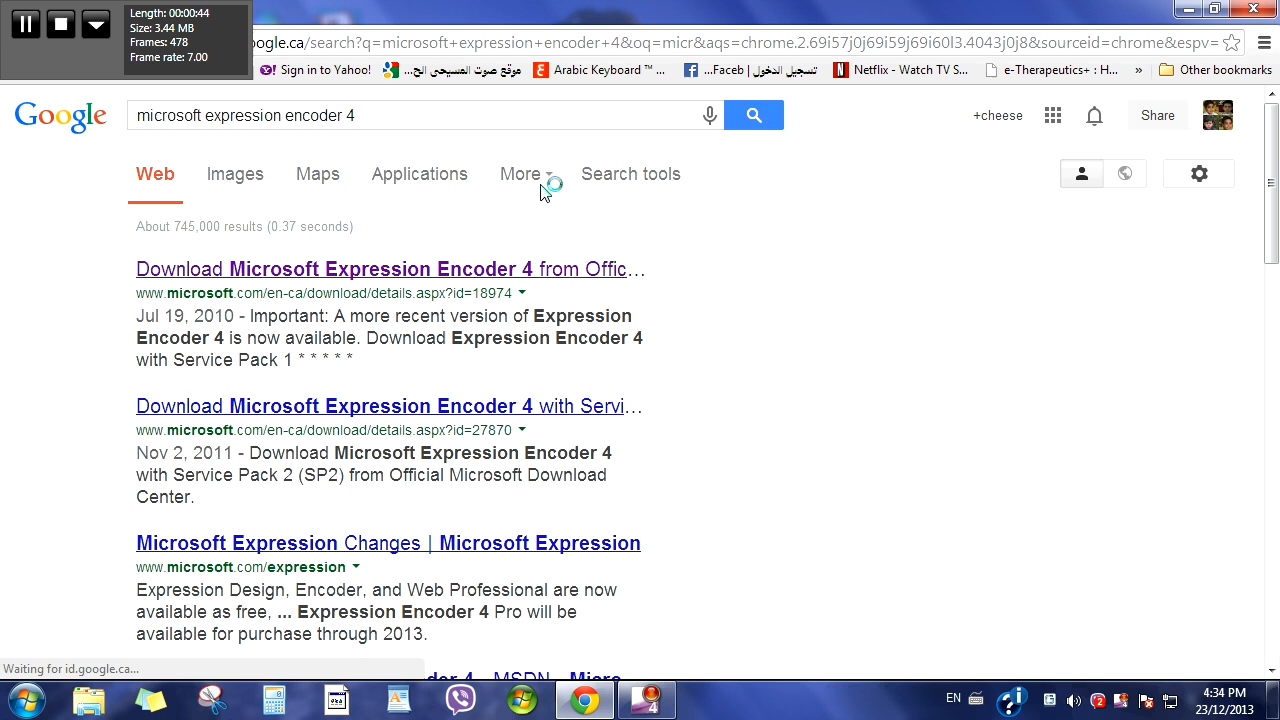 Length: 00:00:44
Size: 3.44 MB
Frames: 478
Frame rate: 7.00
ogle.ca/search?q=microsoft+expression+encoder+4&oq=micr&aqs=chrome.2.69i57j0j69i59j69i60l3.4043j0j8&sourceid=chrome&espv=
Sign in to Yahoo!
موقع صوت المسيحى الح...
Arabic Keyboard ™ ...
تسجيل الدخول | Faceb...
Netflix - Watch TV S...
e-Therapeutics+ : H...
»
Other bookmarks
Google
microsoft expression encoder 4
+cheese
Share
Web
Images
Maps
Applications
More
Search tools
About 745,000 results (0.37 seconds)
Download Microsoft Expression Encoder 4 from Offic...
www.microsoft.com/en-ca/download/details.aspx?id=18974
Jul 19, 2010 - Important: A more recent version of Expression
Encoder 4 is now available. Download Expression Encoder 4
with Service Pack 1 * * * * *
Download Microsoft Expression Encoder 4 with Servi...
www.microsoft.com/en-ca/download/details.aspx?id=27870
Nov 2, 2011 - Download Microsoft Expression Encoder 4
with Service Pack 2 (SP2) from Official Microsoft Download
Center.
Microsoft Expression Changes | Microsoft Expression
www.microsoft.com/expression
Expression Design, Encoder, and Web Professional are now
available as free, ... Expression Encoder 4 Pro will be
available for purchase through 2013.
Waiting for id.google.ca...
4
EN
4:34 PM
23/12/2013